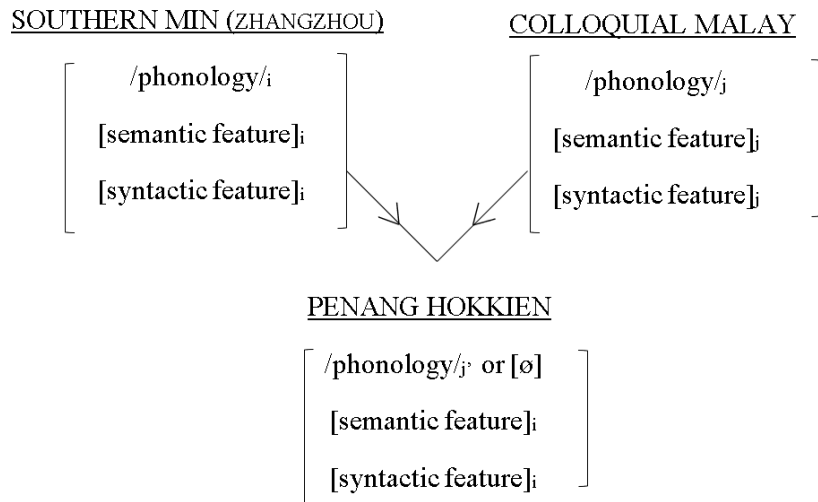 SOUTHERN MIN (ZHANGZHOU)
/phonology/i
[semantic feature]i
[syntactic feature]i
COLLOQUIAL MALAY
/phonology/j
[semantic feature]j
[syntactic feature]j
PENANG HOKKIEN
/phonology/j’ or [ø]
[semantic feature]i
[syntactic feature]i